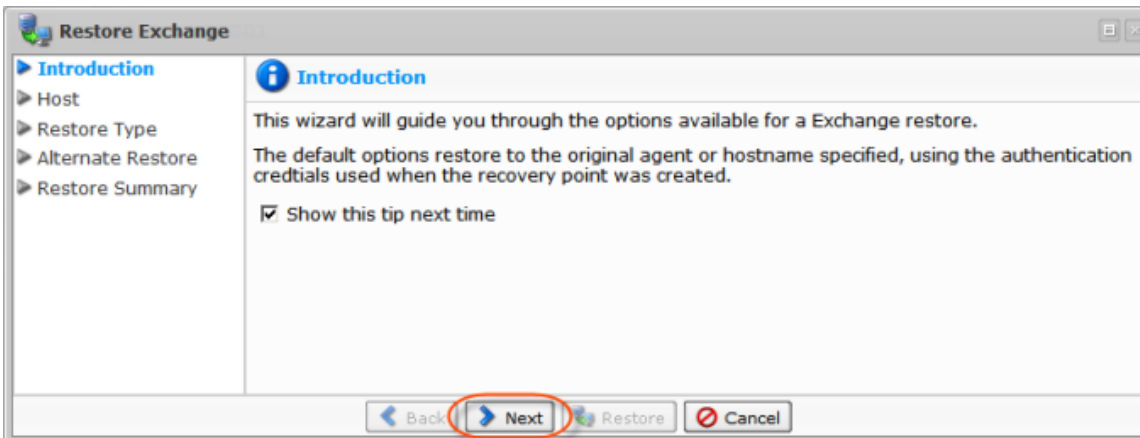 Restore Exchange
Introduction
Host
Restore Type
Alternate Restore
Restore Summary
Introduction
This wizard will guide you through the options available for a Exchange restore.
The default options restore to the original agent or hostname specified, using the authentication
credtials used when the recovery point was created.
Show this tip next time
Back
Next
Restore
Cancel